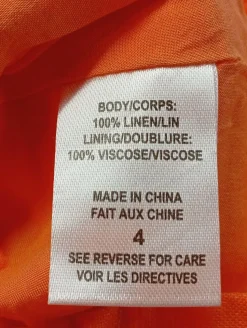 BODY/CORPS:
100% LINEN/LIN
LINING/DOUBLURE:
100% VISCOSE/VISCOSE
MADE IN CHINA
FAIT AUX CHINE
4
SEE REVERSE FOR CARE
VOIR LES DIRECTIVES